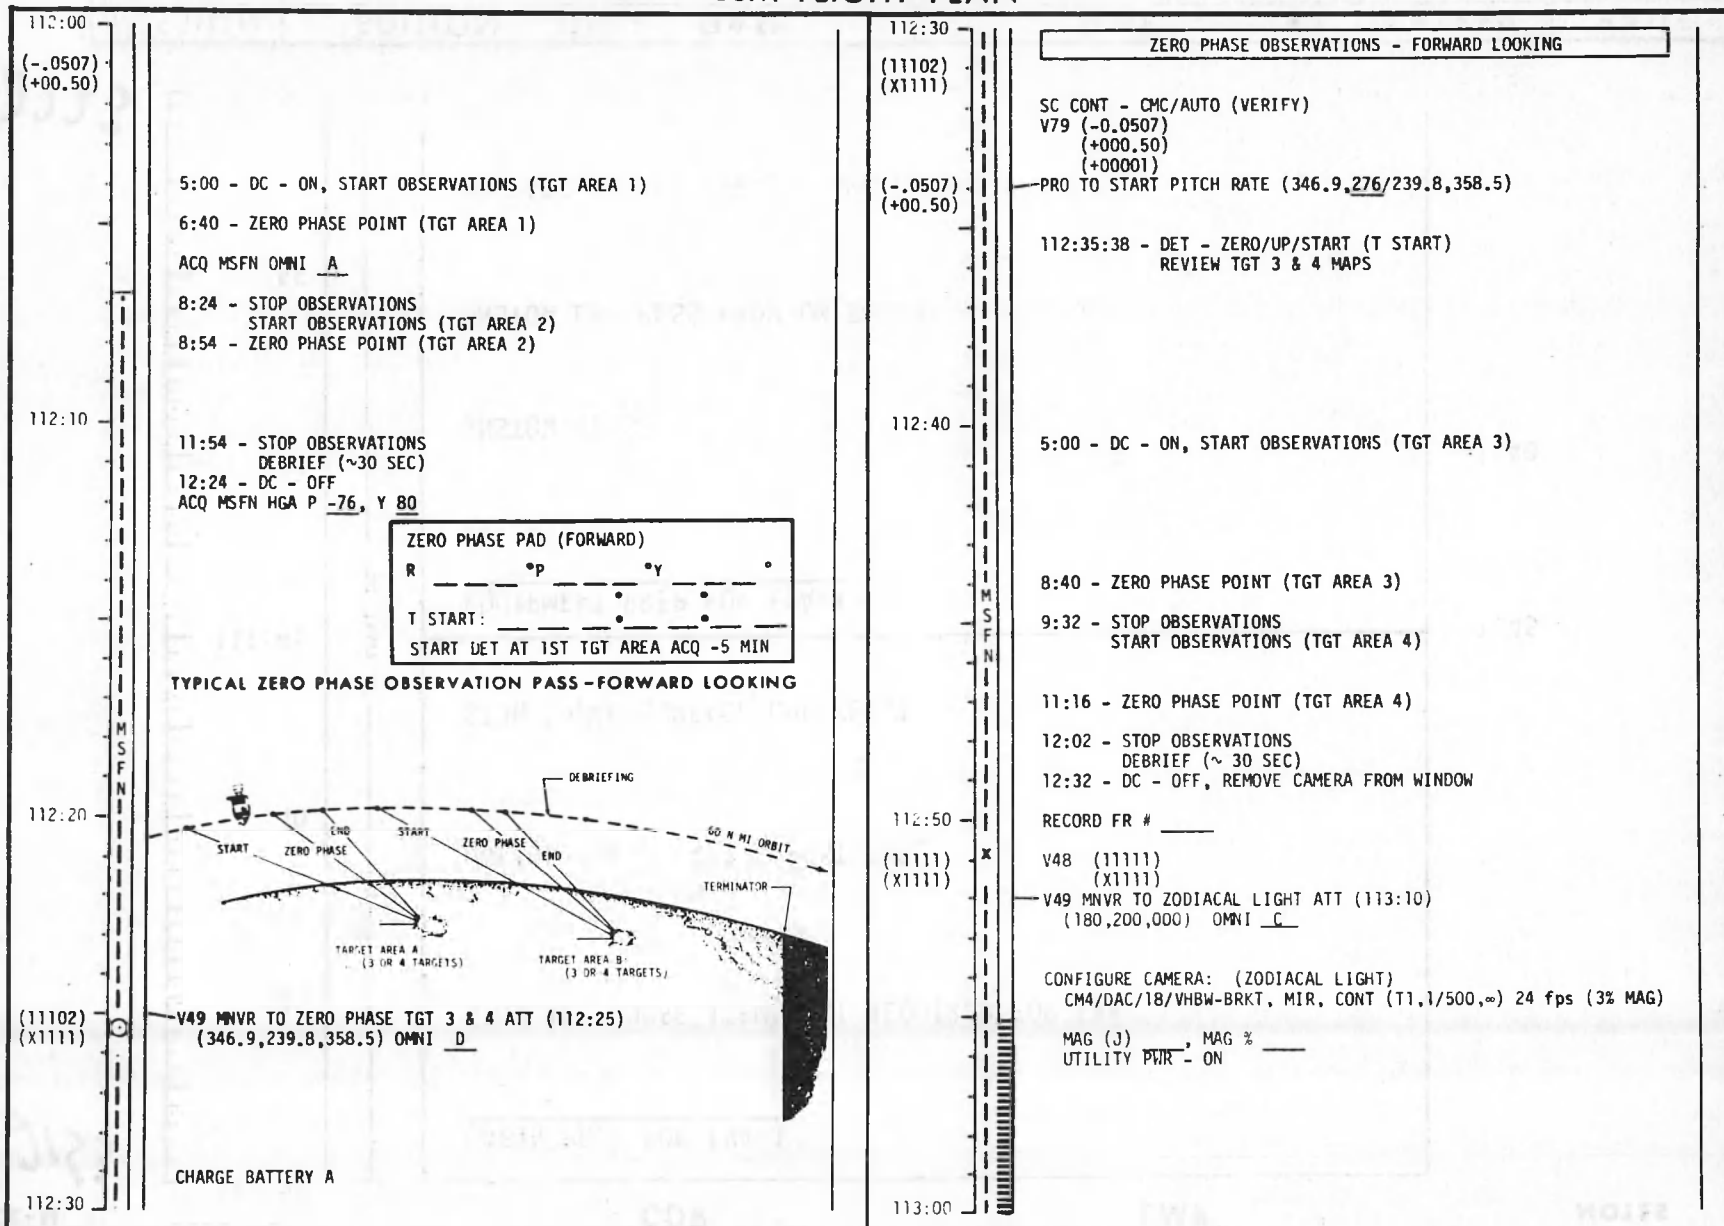 112:00
(-.0507)
(+00.50)
5:00 - DC - ON, START OBSERVATIONS (TGT AREA 1)
6:40 - ZERO PHASE POINT (TGT AREA 1)
ACQ MSFN OMNI A
8:24 - STOP OBSERVATIONS
START OBSERVATIONS (TGT AREA 2)
8:54 - ZERO PHASE POINT (TGT AREA 2)
112:10
11:54 - STOP OBSERVATIONS
DEBRIEF (~30 SEC)
12:24 - DC - OFF
ACQ MSFN HGA P -76, Y 80
ZERO PHASE PAD (FORWARD)
R ___ °P ___ °Y ___ °
T START: ___ : __ : __
START DET AT 1ST TGT AREA ACQ -5 MIN
TYPICAL ZERO PHASE OBSERVATION PASS-FORWARD LOOKING
MSFN
DEBRIEFING
112:20
START
ZERO PHASE
END
START
ZERO PHASE
END
60 N MI ORBIT
TERMINATOR
TARGET AREA A
(3 OR 4 TARGETS)
TARGET AREA B
(3 OR 4 TARGETS)
(11102)
(X1111)
V49 MNVR TO ZERO PHASE TGT 3 & 4 ATT (112:25)
(346.9,239.8,358.5) OMNI D
CHARGE BATTERY A
112:30
112:30
ZERO PHASE OBSERVATIONS - FORWARD LOOKING
(11102)
(X1111)
SC CONT - CMC/AUTO (VERIFY)
V79 (-0.0507)
(+000.50)
(+00001)
(-.0507)
(+00.50)
PRO TO START PITCH RATE (346.9,276/239.8,358.5)
112:35:38 - DET - ZERO/UP/START (T START)
REVIEW TGT 3 & 4 MAPS
112:40
5:00 - DC - ON, START OBSERVATIONS (TGT AREA 3)
8:40 - ZERO PHASE POINT (TGT AREA 3)
MSFN
9:32 - STOP OBSERVATIONS
START OBSERVATIONS (TGT AREA 4)
11:16 - ZERO PHASE POINT (TGT AREA 4)
12:02 - STOP OBSERVATIONS
DEBRIEF (~ 30 SEC)
12:32 - DC - OFF, REMOVE CAMERA FROM WINDOW
112:50
RECORD FR # ____
(11111)
(X1111)
X
V48 (11111)
(X1111)
V49 MNVR TO ZODIACAL LIGHT ATT (113:10)
(180,200,000) OMNI C
CONFIGURE CAMERA: (ZODIACAL LIGHT)
CM4/DAC/18/VHBW-BRKT, MIR, CONT (T1,1/500,∞) 24 fps (3% MAG)
MAG (J) ____, MAG % ____
UTILITY PWR - ON
113:00